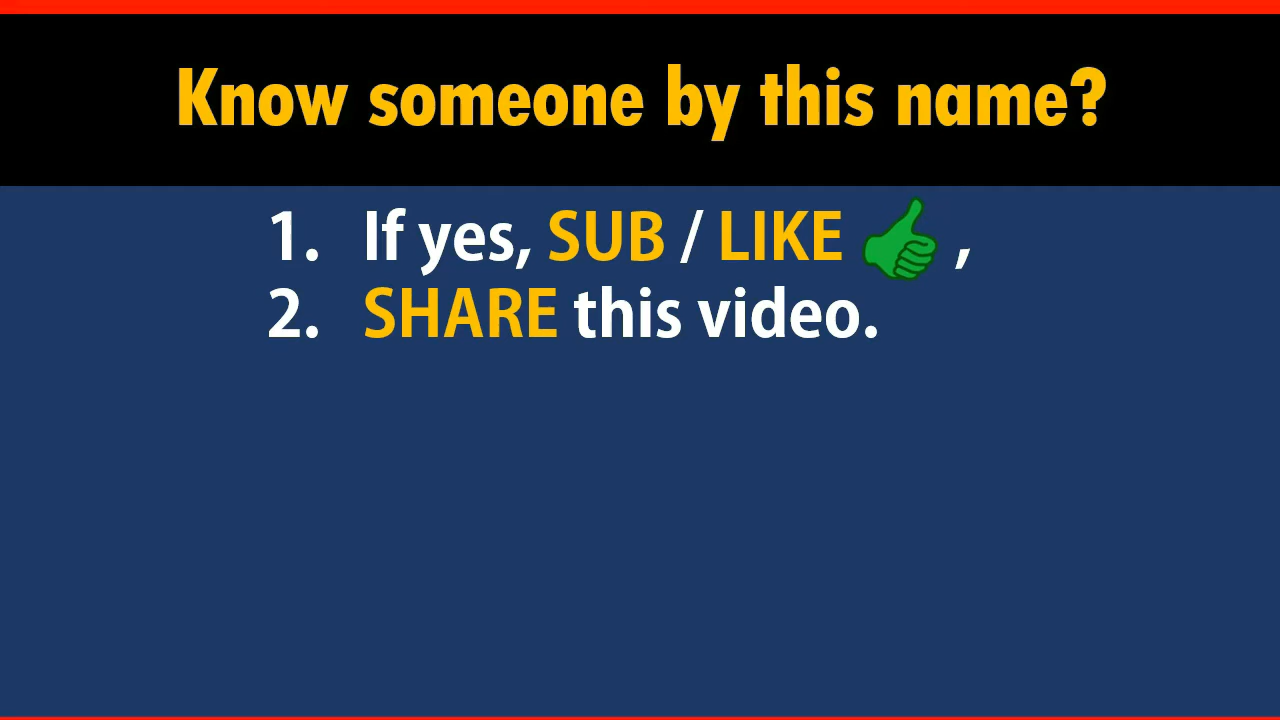 Know someone by this name?
1. If yes, SUB / LIKE ,
2. SHARE this video.